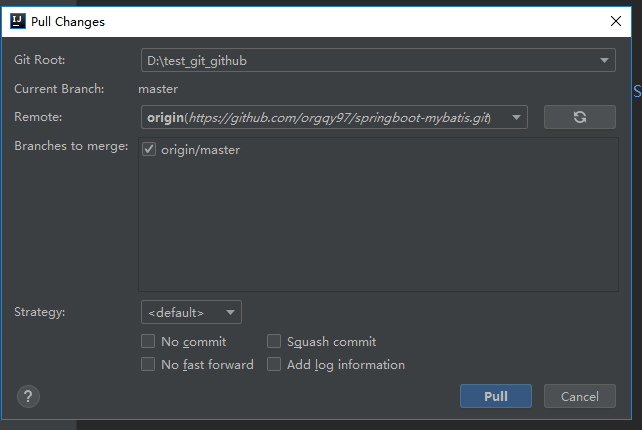 IJ Pull Changes
Git Root: D:\test_git_github
Current Branch: master
Remote: origin(https://github.com/orgqy97/springboot-mybatis.git)
S
Branches to merge: origin/master
Strategy: <default>
No commit Squash commit
No fast forward Add log information
? Pull Cancel